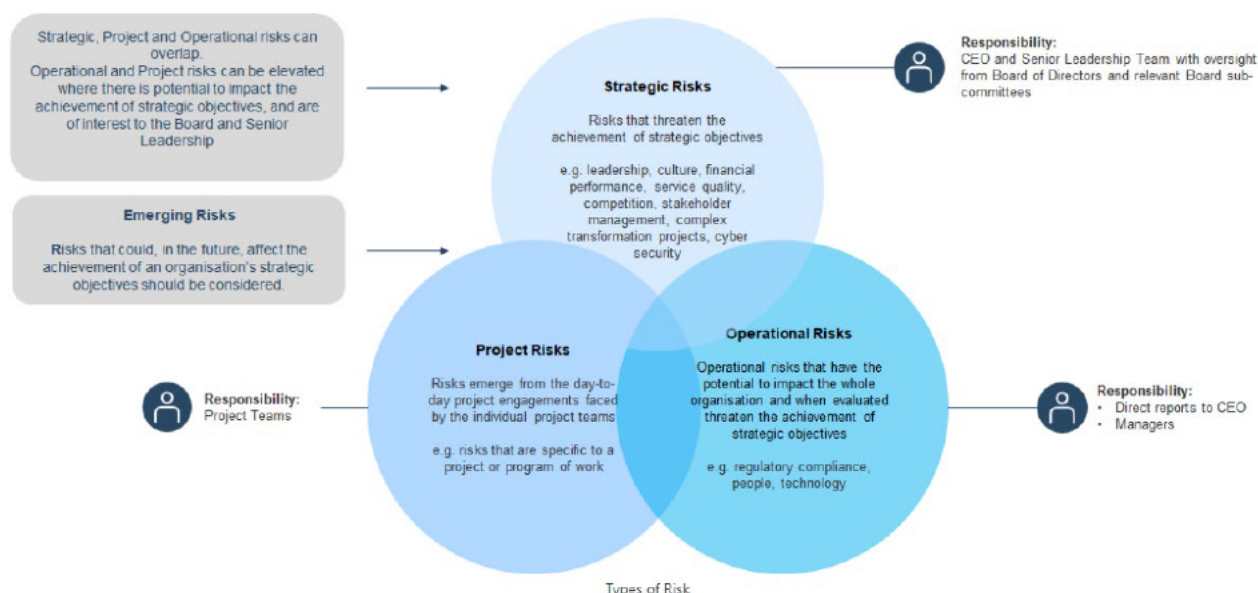 Strategic, Project and Operational risks can
overlap.
Operational and Project risks can be elevated
where there is potential to impact the
achievement of strategic objectives, and are
of interest to the Board and Senior
Leadership
Emerging Risks
Risks that could, in the future, affect the
achievement of an organisation's strategic
objectives should be considered.
Strategic Risks
Risks that threaten the
achievement of strategic objectives
e.g. leadership, culture, financial
performance, service quality,
competition, stakeholder
management, complex
transformation projects, cyber
security
Responsibility:
CEO and Senior Leadership Team with oversight
from Board of Directors and relevant Board sub-
committees
Responsibility:
Project Teams
Project Risks
Risks emerge from the day-to-
day project engagements faced
by the individual project teams
e.g. risks that are specific to a
project or program of work
Operational Risks
Operational risks that have the
potential to impact the whole
organisation and when evaluated
threaten the achievement of
strategic objectives
e.g. regulatory compliance,
people, technology
Responsibility:
• Direct reports to CEO
• Managers
Types of Risk